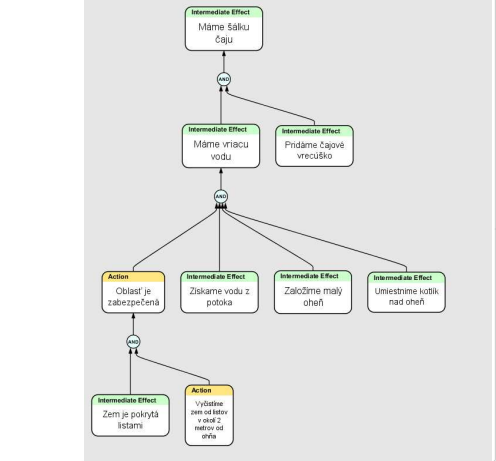 Intermediate Effect
Máme šálku
čaju
AND
Intermediate Effect
Máme vriacu
vodu
Intermediate Effect
Pridáme čajové
vrecúško
AND
Action
Oblasť je
zabezpečená
Intermediate Effect
Získame vodu z
potoka
Intermediate Effect
Založíme malý
oheň
Intermediate Effect
Umiestnime kotlík
nad oheň
AND
Intermediate Effect
Zem je pokrytá
listami
Action
Vyčistíme
zem od listov
v okolí 2
metrov od
ohňa